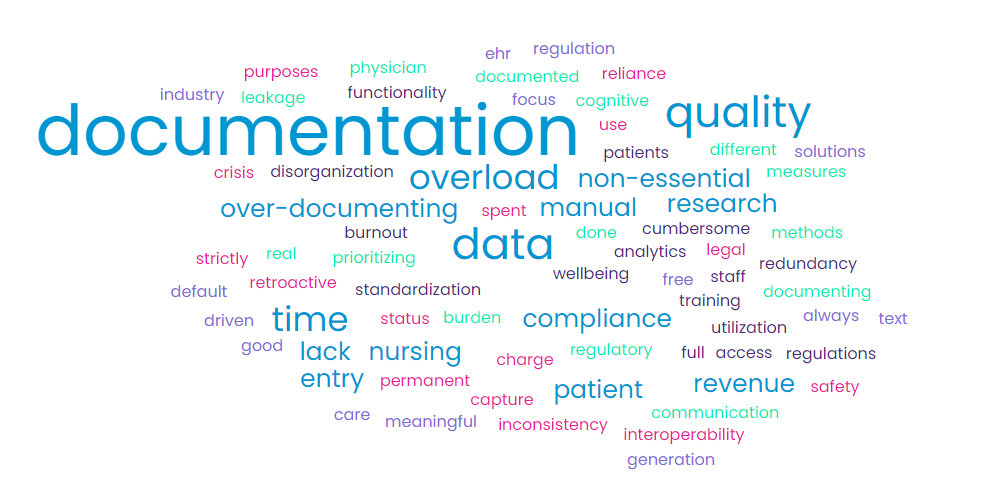 ehr regulation
purposes physician documented reliance
industry leakage functionality focus cognitive
documentation use quality
patients different solutions
crisis disorganization overload non-essential measures
over-documenting spent manual research
burnout data done cumbersome methods
strictly real prioritizing analytics legal
wellbeing free staff redundancy
default retroactive standardization training documenting
driven time status burden compliance utilization always text
good lack nursing charge regulatory full access regulations
entry permanent patient revenue safety
capture
care meaningful inconsistency communication
interoperability
generation